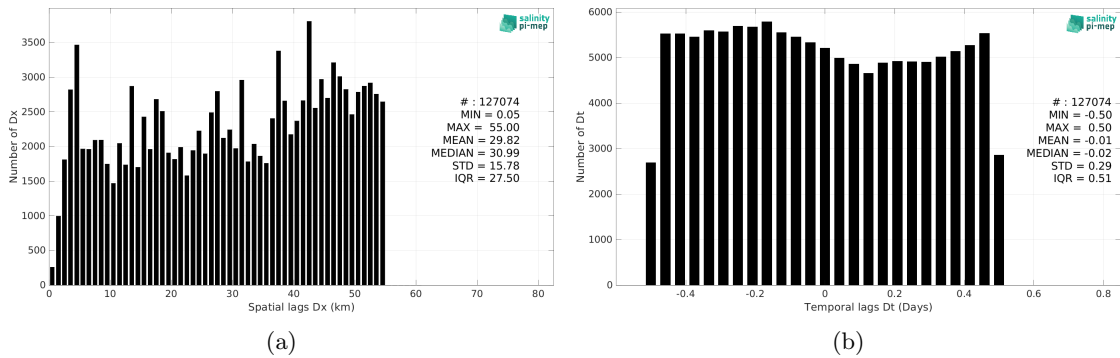 salinity
pi-mep
3500
3000
2500
2000
1500
1000
500
0
Number of Dx
# : 127074
MIN = 0.05
MAX = 55.00
MEAN = 29.82
MEDIAN = 30.99
STD = 15.78
IQR = 27.50
0 10 20 30 40 50 60 70 80
Spatial lags Dx (km)
(a)
salinity
pi-mep
6000
5000
4000
3000
2000
1000
0
Number of Dt
# : 127074
MIN = -0.50
MAX = 0.50
MEAN = -0.01
MEDIAN = -0.02
STD = 0.29
IQR = 0.51
-0.4 -0.2 0 0.2 0.4 0.6 0.8
Temporal lags Dt (Days)
(b)